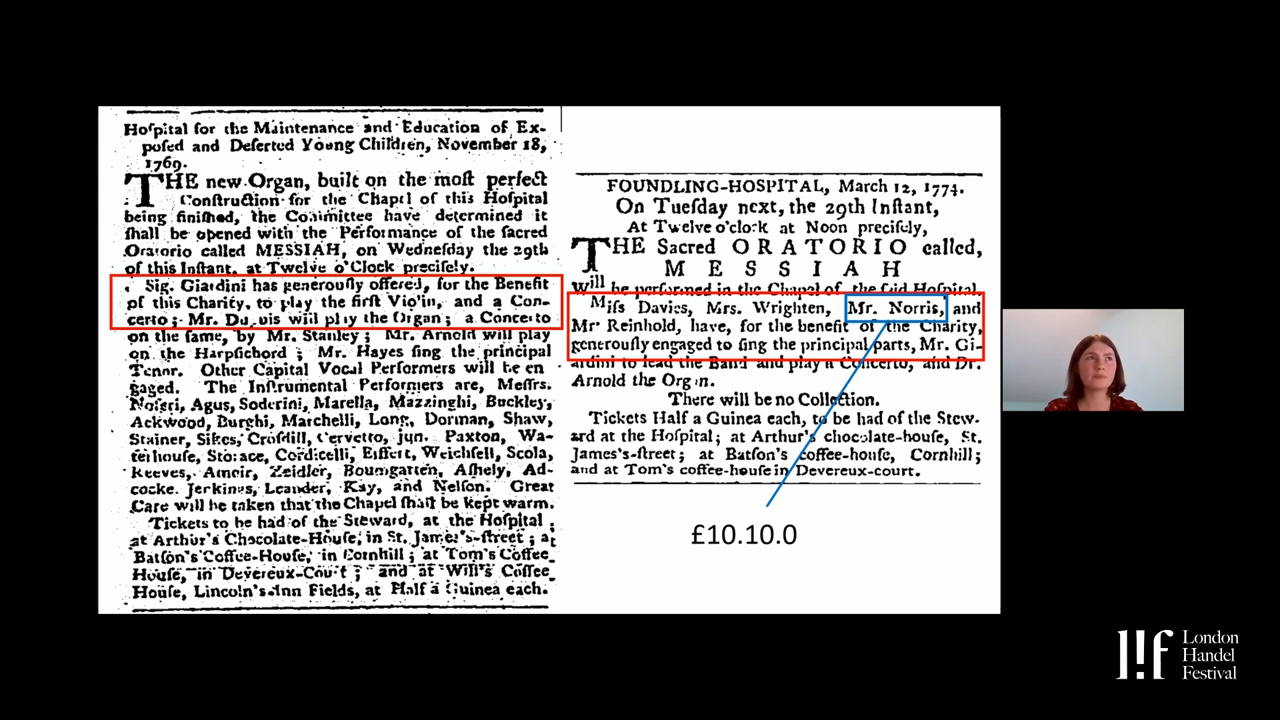 Hoſpital for the Maintenance and Education of Ex-
poſed and Deſerted Young Children, November 18,
1769.
THE new Organ, built on the moſt perfect
Conſtruction for the Chapel of this Hoſpital
being finiſhed, the Committee have determined it
ſhall be opened with the Performance of the ſacred
Oratorio called MESSIAH, on Wedneſday the 29th
of this Inſtant, at Twelve o'Clock preciſely.
Sig. Giardini has generouſly offered, for the Benefit
of this Charity, to play the firſt Violin, and a Con-
certo; Mr. Dupuis will play the Organ; a Concerto
on the ſame, by Mr. Stanley; Mr. Arnold will play
on the Harpſichord; Mr. Hayes ſing the principal
Tenor. Other Capital Vocal Performers will be en
gaged. The Inſtrumental Performers are, Meſſrs.
Noferi, Agus, Soderini, Marella, Mazzinghi, Buckley,
Ackwood, Burghi, Marchelli, Long, Dorman, Shaw,
Stainer, Sikes, Croſdill, Cervetto, jun. Paxton, Wa-
terhouſe, Storace, Cordicelli, Eiffert, Weichſell, Scola,
Reeves, Zeidler, Boumgarten, Aſhely, Ad-
cocke. Jerkins, Leander, Kay, and Nelſon. Great
Care will be taken that the Chapel ſhall be kept warm.
Tickets to be had of the Steward, at the Hoſpital;
at Arthur's Chocolate-Houſe, in St. James's-ſtreet; at
Batſon's Coffee-Houſe, in Cornhill; at Tom's Coffee
Houſe, in Devereux-Court; and at Will's Coffee
Houſe, Lincoln's-Inn Fields, at Half a Guinea each.
FOUNDLING-HOSPITAL, March 12, 1774.
On Tueſday next, the 29th Inſtant,
At Twelve o'clock at Noon preciſely,
THE Sacred ORATORIO called,
MESSIAH
Will be performed in the Chapel of the ſaid Hoſpital.
Miſs Davies, Mrs. Wrighten, Mr. Norris, and
Mr Reinhold, have, for the benefit of the Charity,
generouſly engaged to ſing the principal parts, Mr. Gi-
ardini to lead the Band and play a Concerto, and Dr.
Arnold the Organ.
There will be no Collection.
Tickets Half a Guinea each, to be had of the Stew-
ard at the Hoſpital; at Arthur's chocolate-houſe, St.
James's-ſtreet; at Batſon's coffee-houſe, Cornhill;
and at Tom's coffee-houſe in Devereux-court.
£10.10.0
l!f London
Handel
Festival